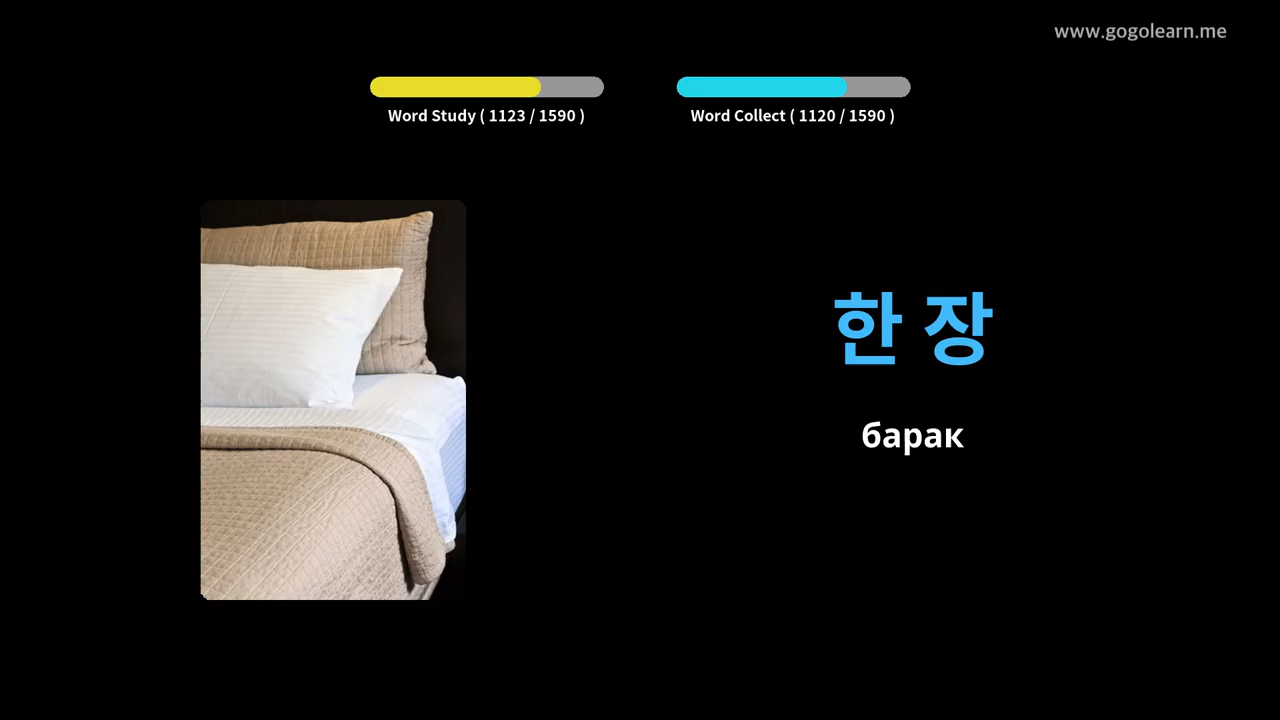 www.gogolearn.me
Word Study ( 1123 / 1590 )
Word Collect ( 1120 / 1590 )
한 장
барак